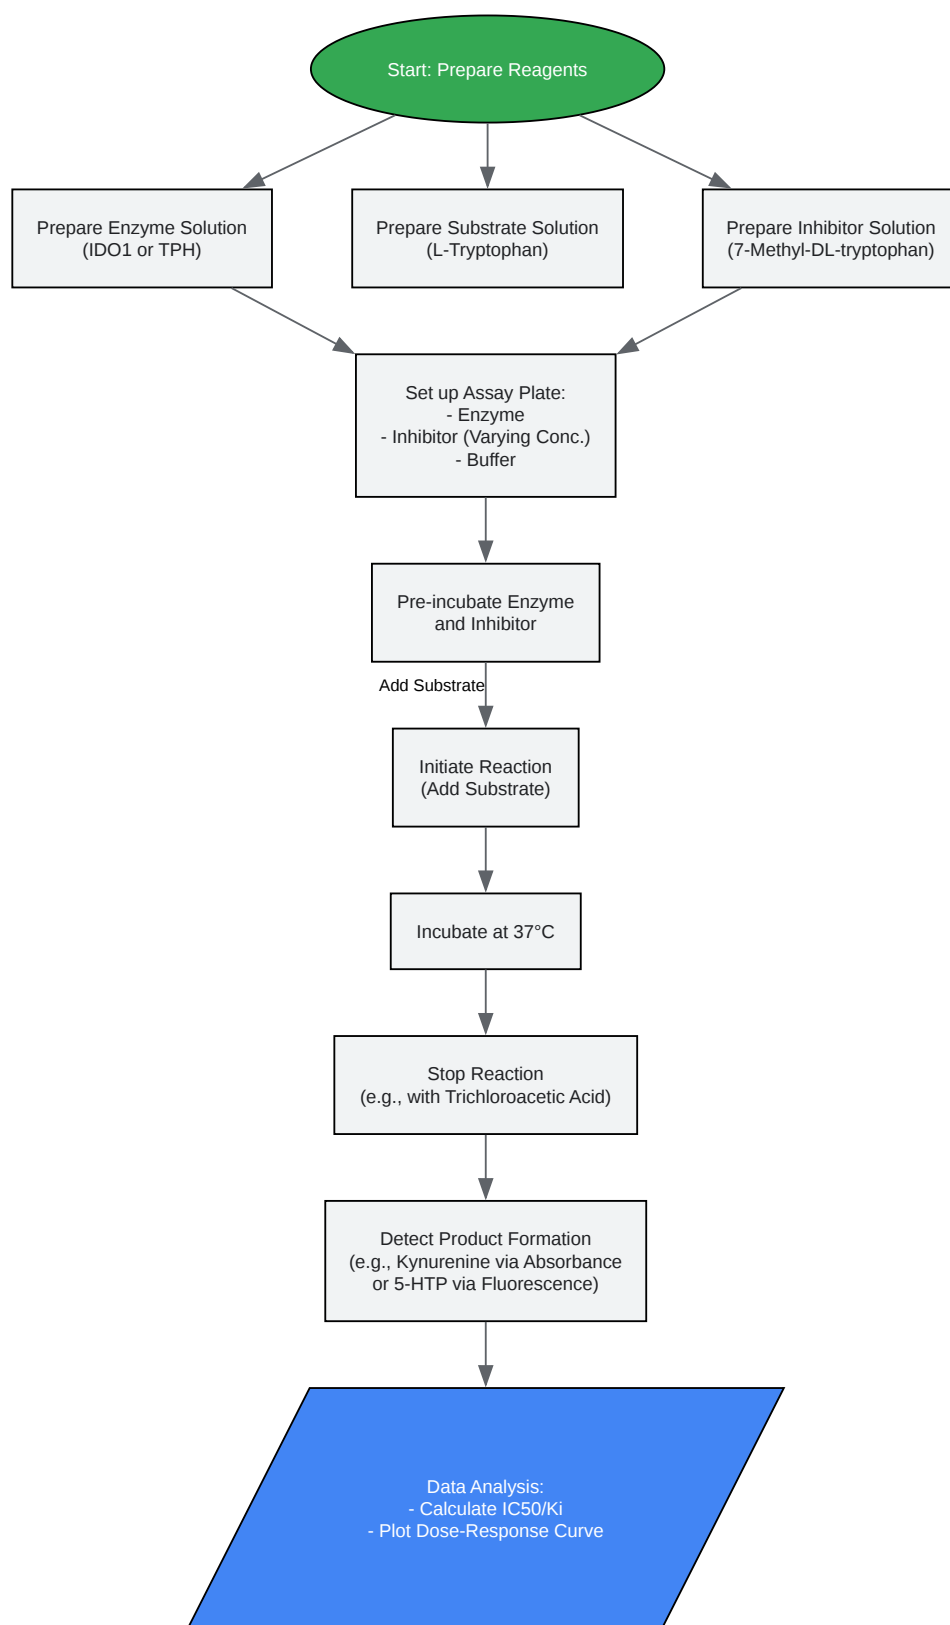 Start: Prepare Reagents
Prepare Enzyme Solution
(IDO1 or TPH)
Prepare Substrate Solution
(L-Tryptophan)
Prepare Inhibitor Solution
(7-Methyl-DL-tryptophan)
Set up Assay Plate:
- Enzyme
- Inhibitor (Varying Conc.)
- Buffer
Pre-incubate Enzyme
and Inhibitor
Add Substrate
Initiate Reaction
(Add Substrate)
Incubate at 37°C
Stop Reaction
(e.g., with Trichloroacetic Acid)
Detect Product Formation
(e.g., Kynurenine via Absorbance
or 5-HTP via Fluorescence)
Data Analysis:
- Calculate IC50/Ki
- Plot Dose-Response Curve